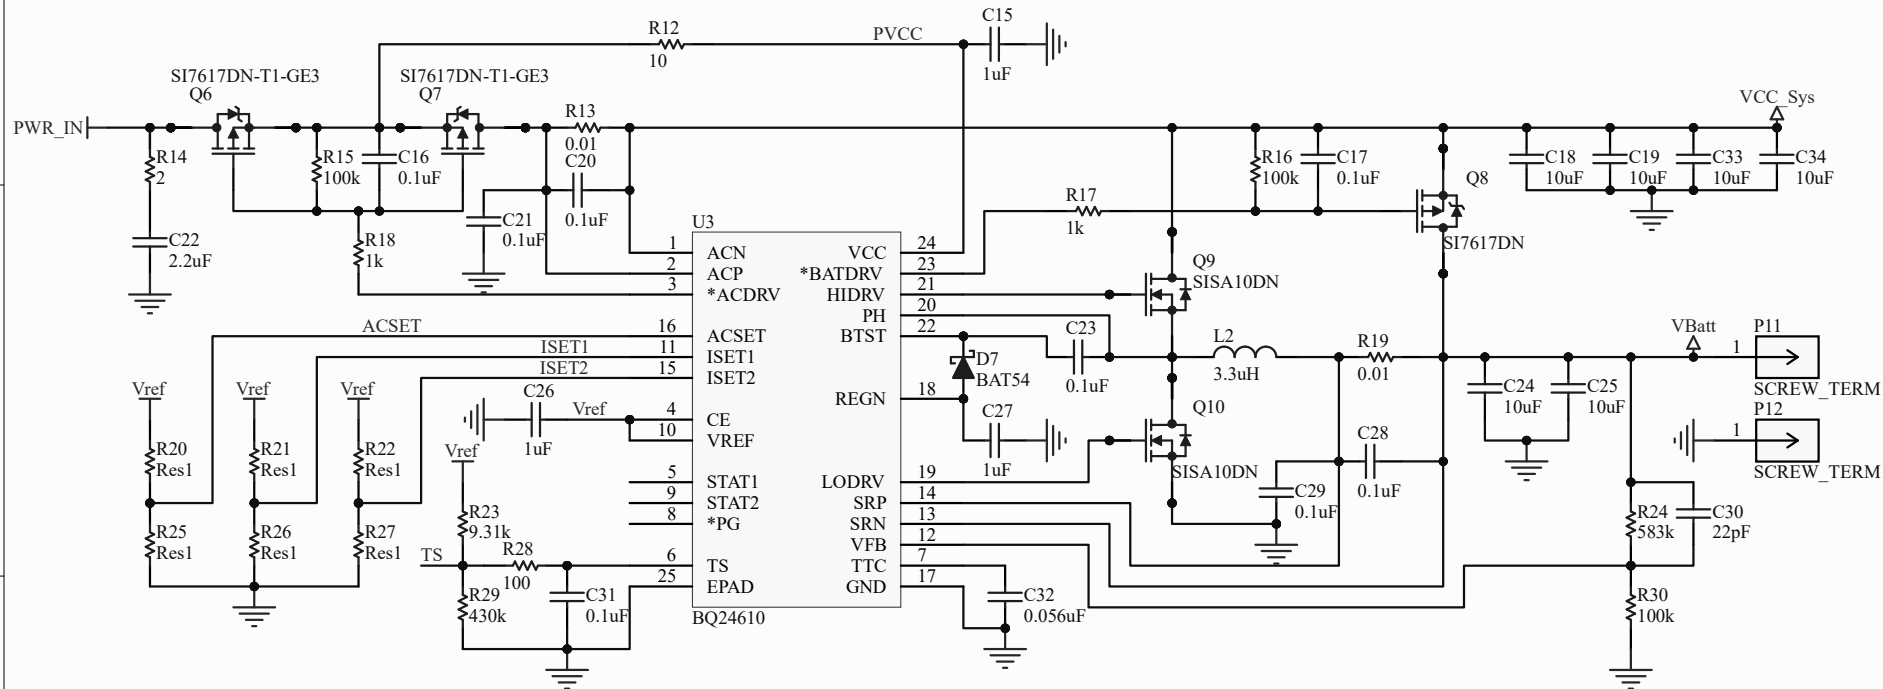 R12
10
PVCC
C15
1uF
SI7617DN-T1-GE3
Q6
SI7617DN-T1-GE3
Q7
PWR_IN
R14
2
R15
100k
C16
0.1uF
R13
0.01
C20
0.1uF
C21
0.1uF
C22
2.2uF
R18
1k
VCC_Sys
R16
100k
C17
0.1uF
R17
1k
Q8
SI7617DN
C18
10uF
C19
10uF
C33
10uF
C34
10uF
U3
1
ACN
2
ACP
3
*ACDRV
16
ACSET
11
ISET1
15
ISET2
4
CE
10
VREF
5
STAT1
9
STAT2
8
*PG
6
TS
25
EPAD
24
VCC
23
*BATDRV
21
HIDRV
20
PH
22
BTST
18
REGN
19
LODRV
14
SRP
13
SRN
12
VFB
7
TTC
17
GND
BQ24610
ACSET
ISET1
ISET2
Vref
Vref
Vref
C26
1uF
Vref
Vref
R20
Res1
R21
Res1
R22
Res1
R25
Res1
R26
Res1
R27
Res1
R23
9.31k
TS
R28
100
R29
430k
C31
0.1uF
Q9
SISA10DN
C23
0.1uF
D7
BAT54
C27
1uF
L2
3.3uH
R19
0.01
Q10
SISA10DN
C28
0.1uF
C29
0.1uF
C32
0.056uF
VBatt
C24
10uF
C25
10uF
P11
1
SCREW_TERM
P12
1
SCREW_TERM
R24
583k
C30
22pF
R30
100k